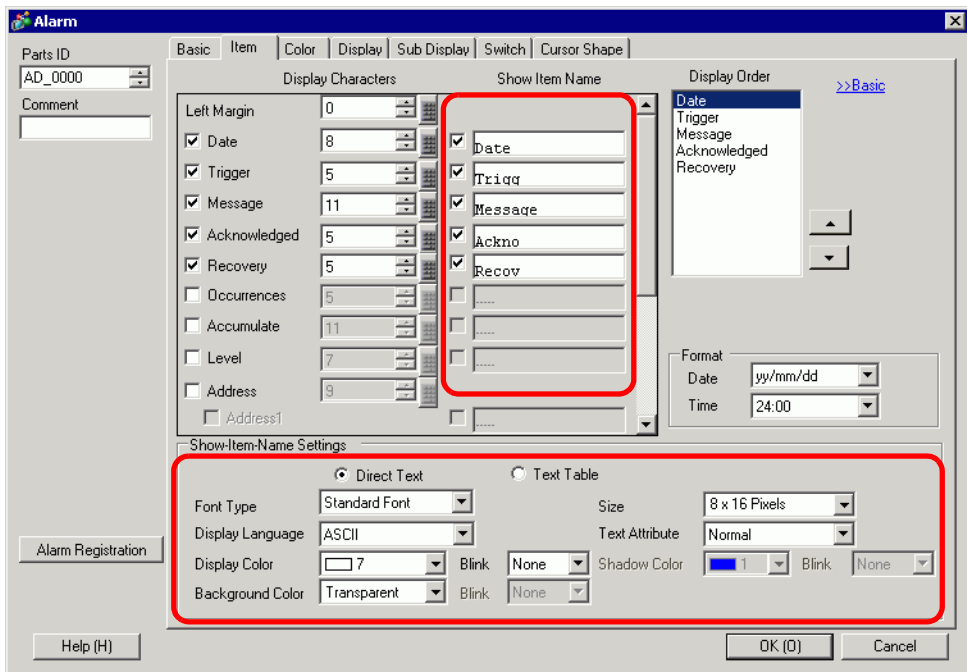 Alarm
Parts ID
AD_0000
Comment
Basic Item Color Display Sub Display Switch Cursor Shape
Display Characters Show Item Name Display Order >>Basic
Left Margin 0
Date 8 Date
Trigger 5 Trigg
Message 11 Message
Acknowledged 5 Ackno
Recovery 5 Recov
Occurrences 5 .....
Accumulate 11 .....
Level 7 .....
Address 9
Address1 .....
Date
Trigger
Message
Acknowledged
Recovery
Format
Date yy/mm/dd
Time 24:00
Show-Item-Name Settings
Direct Text Text Table
Font Type Standard Font Size 8 x 16 Pixels
Display Language ASCII Text Attribute Normal
Display Color 7 Blink None Shadow Color 1 Blink None
Background Color Transparent Blink None
Alarm Registration
Help (H) OK (O) Cancel